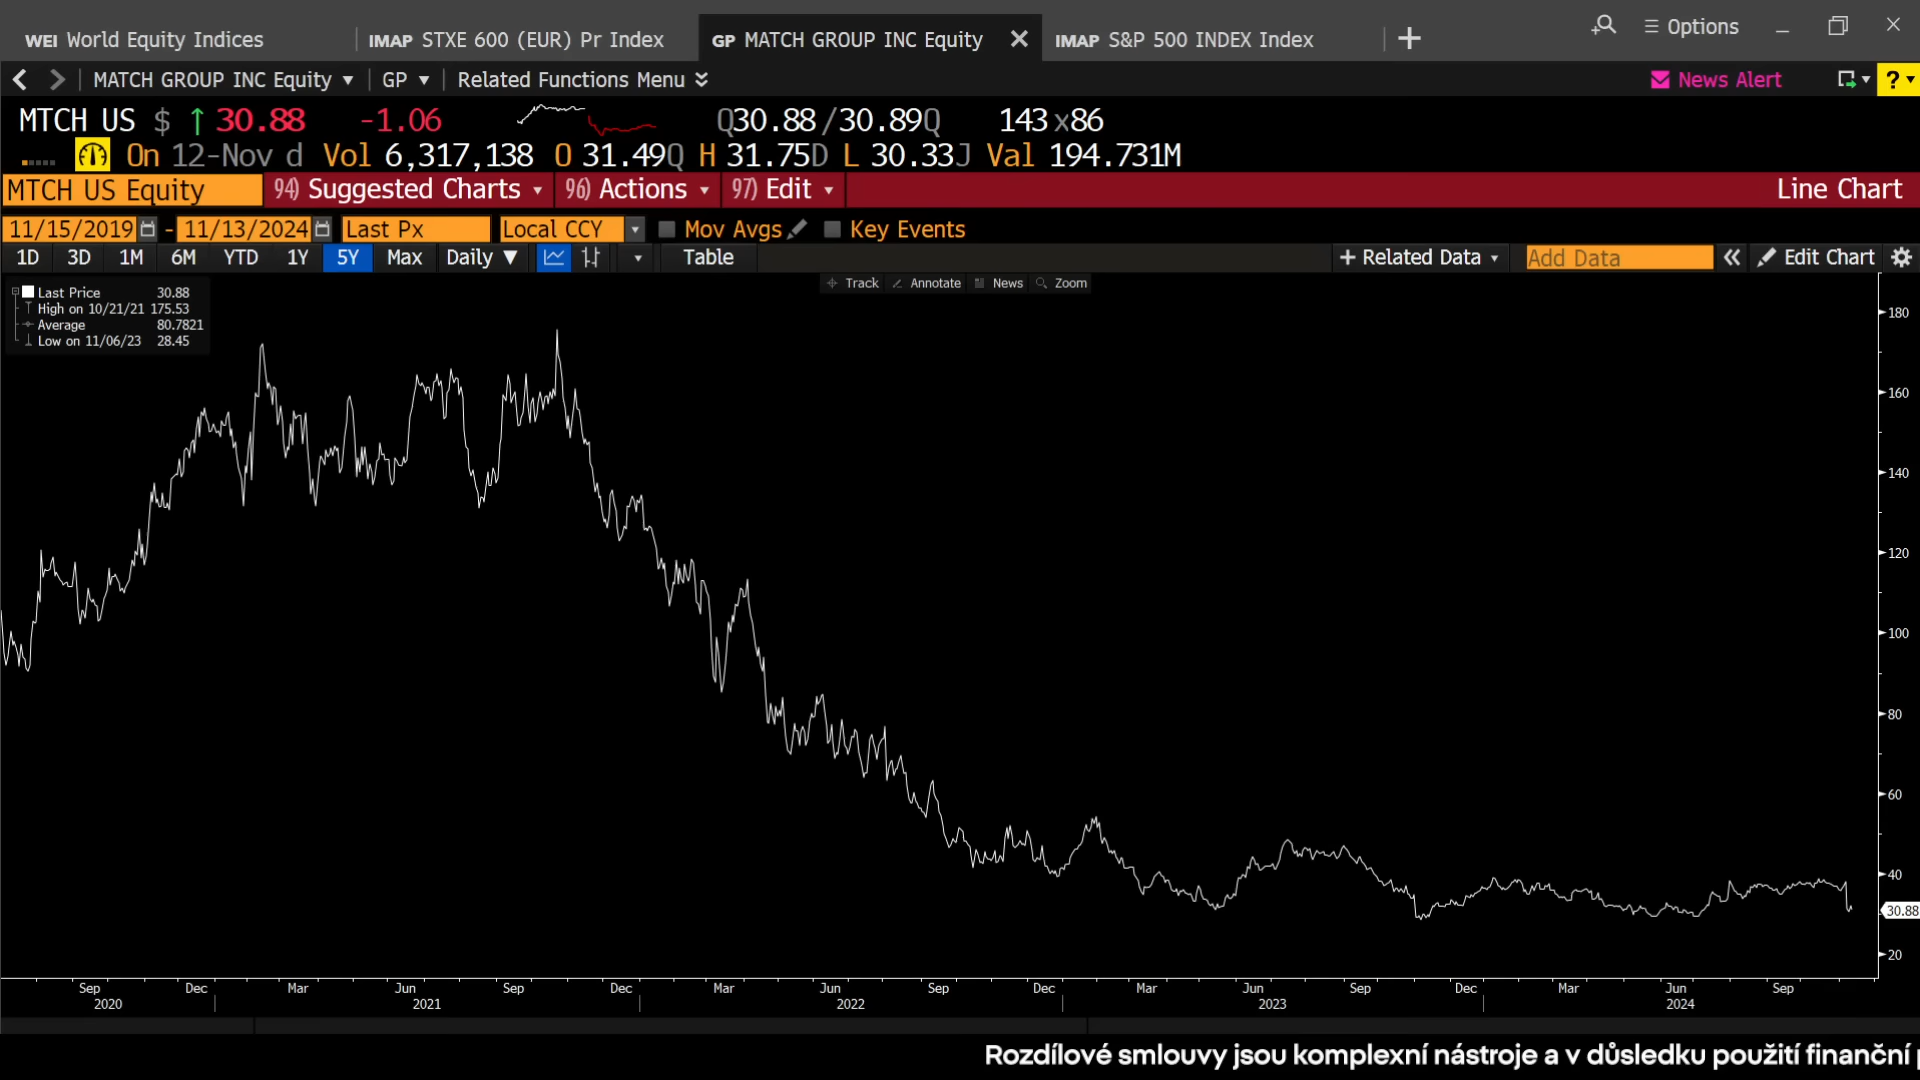 WEI World Equity Indices
IMAP STXE 600 (EUR) Pr Index
GP MATCH GROUP INC Equity
IMAP S&P 500 INDEX Index
Options
MATCH GROUP INC Equity
GP
Related Functions Menu
News Alert
?
MTCH US $ ↑ 30.88 -1.06 Q30.88/30.89Q 143x86
On 12-Nov d Vol 6,317,138 O 31.49Q H 31.75D L 30.33J Val 194.731M
MTCH US Equity 94) Suggested Charts 96) Actions 97) Edit Line Chart
11/15/2019 - 11/13/2024 Last Px Local CCY Mov Avgs Key Events
1D 3D 1M 6M YTD 1Y 5Y Max Daily ▼ Table + Related Data Add Data « Edit Chart
Track Annotate News Zoom
Last Price 30.88
High on 10/21/21 175.53
Average 80.7821
Low on 11/06/23 28.45
180
160
140
120
100
80
60
40
30.88
20
Sep Dec Mar Jun Sep Dec Mar Jun Sep Dec Mar Jun Sep Dec Mar Jun Sep
2020 2021 2022 2023 2024
Rozdílové smlouvy jsou komplexní nástroje a v důsledku použití finanční